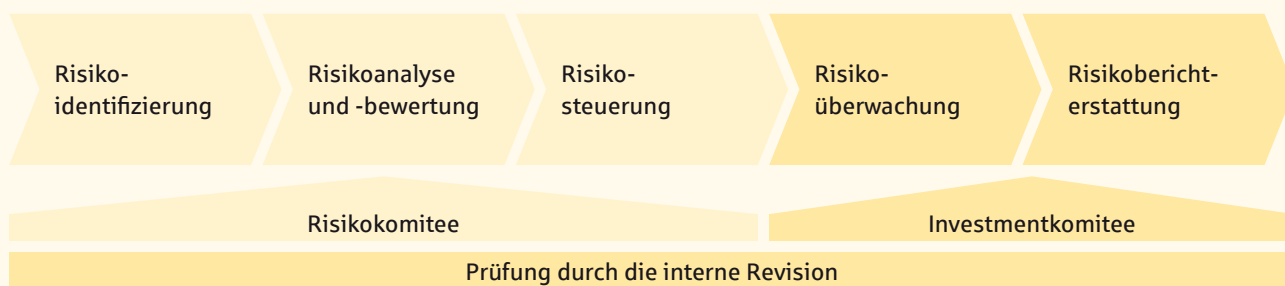 Risiko-
identifizierung
Risikoanalyse
und -bewertung
Risiko-
steuerung
Risiko-
überwachung
Risikobericht-
erstattung
Risikokomitee
Investmentkomitee
Prüfung durch die interne Revision